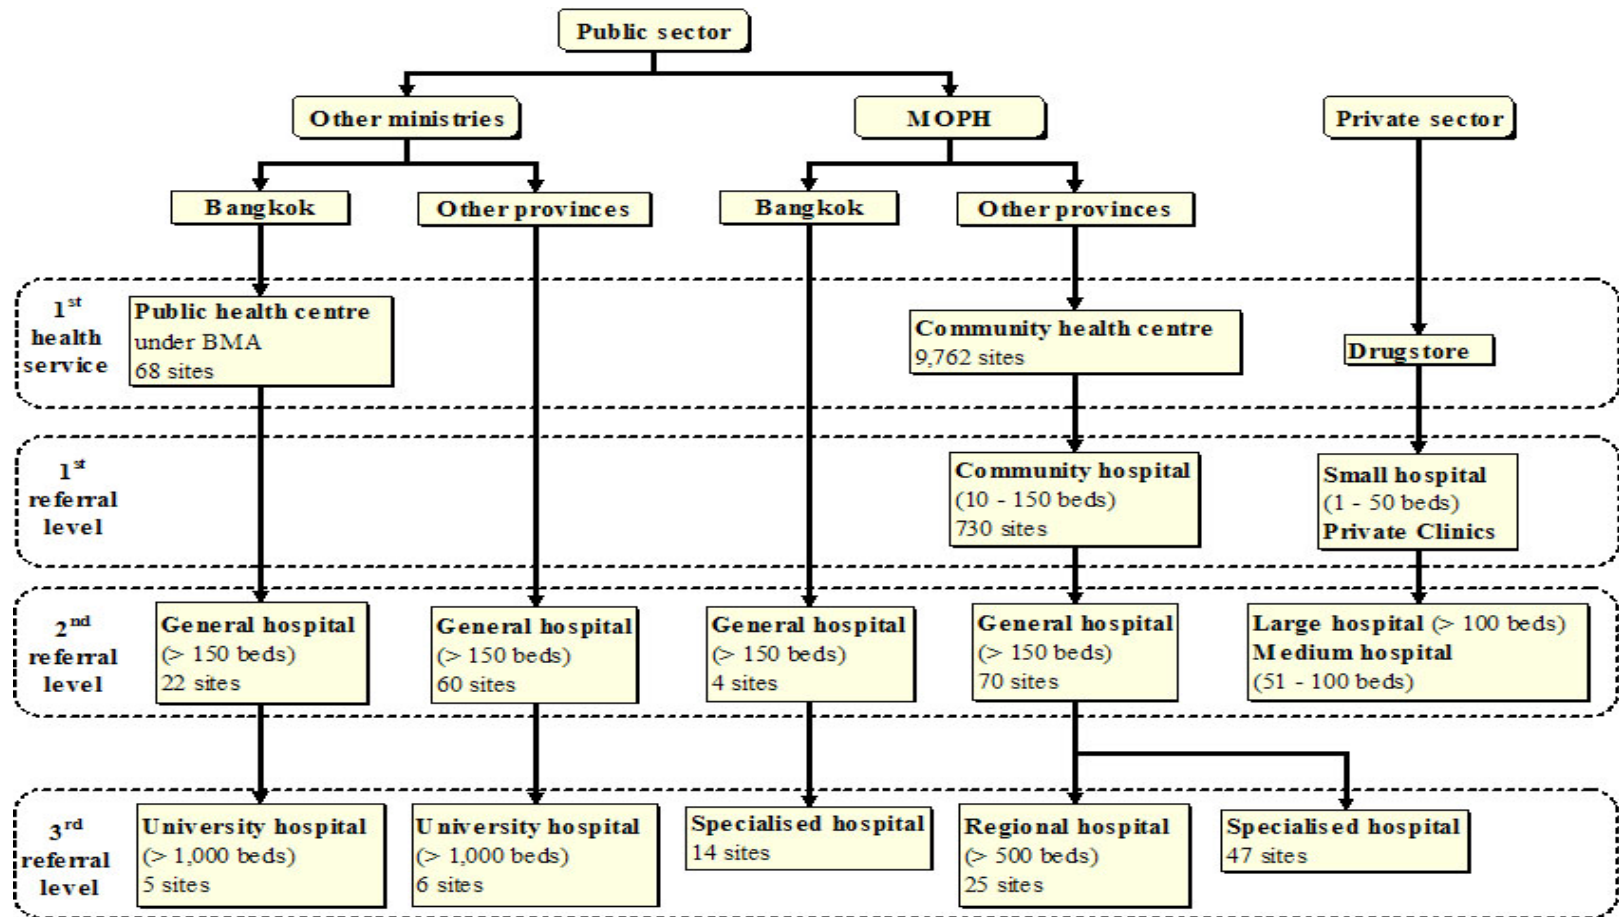 Public sector
Other ministries
MOPH
Private sector
Bangkok
Other provinces
Bangkok
Other provinces
1st
health
service
Public health centre
under BMA
68 sites
Community health centre
9,762 sites
Drugstore
1st
referral
level
Community hospital
(10 - 150 beds)
730 sites
Small hospital
(1 - 50 beds)
Private Clinics
2nd
referral
level
General hospital
(> 150 beds)
22 sites
General hospital
(> 150 beds)
60 sites
General hospital
(> 150 beds)
4 sites
General hospital
(> 150 beds)
70 sites
Large hospital (> 100 beds)
Medium hospital
(51 - 100 beds)
3rd
referral
level
University hospital
(> 1,000 beds)
5 sites
University hospital
(> 1,000 beds)
6 sites
Specialised hospital
14 sites
Regional hospital
(> 500 beds)
25 sites
Specialised hospital
47 sites